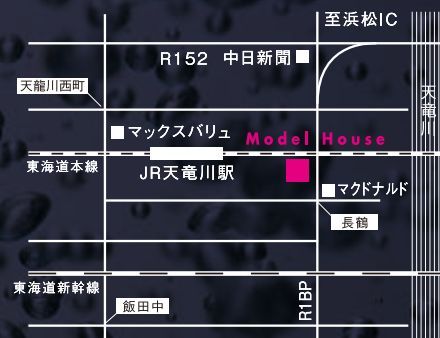 至浜松IC
R152 中日新聞
天龍川西町
天竜川
マックスバリュ
Model House
東海道本線
JR天竜川駅
マクドナルド
長鶴
東海道新幹線
飯田中
R1BP